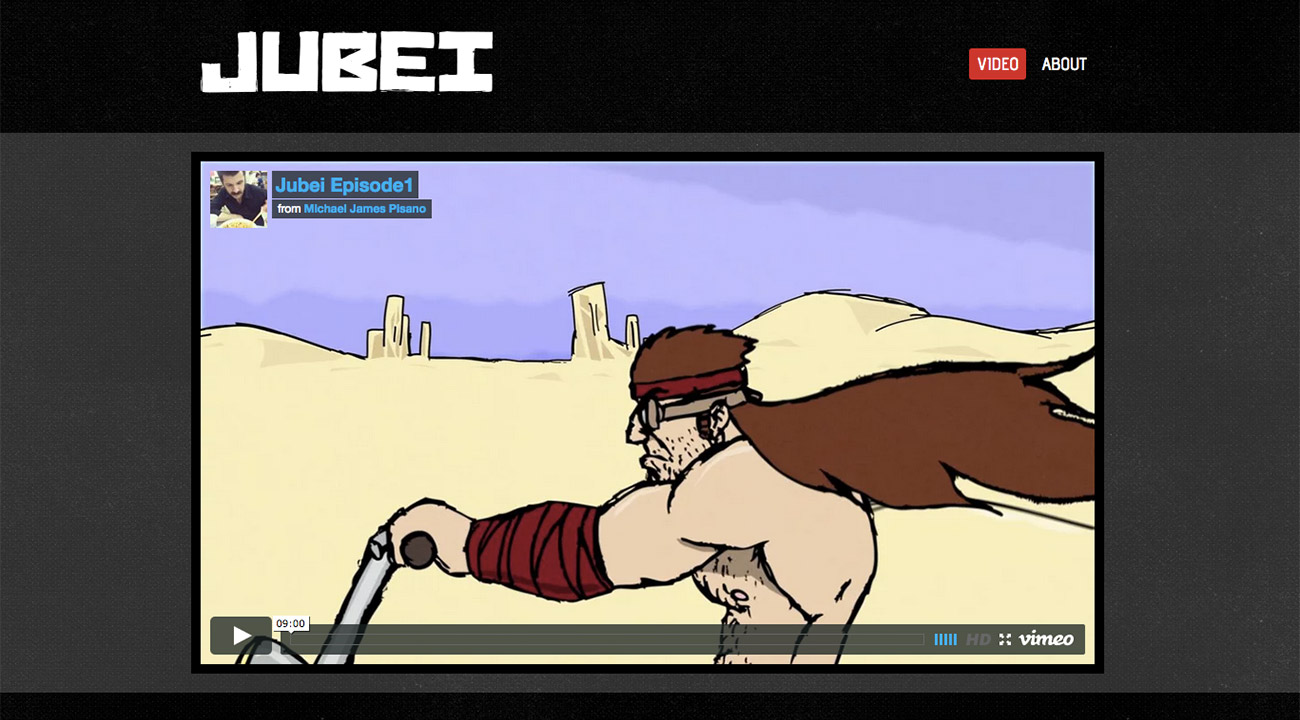 JUBEI
VIDEO ABOUT
Jubei Episode1
from Michael James Pisano
09:00
HD vimeo